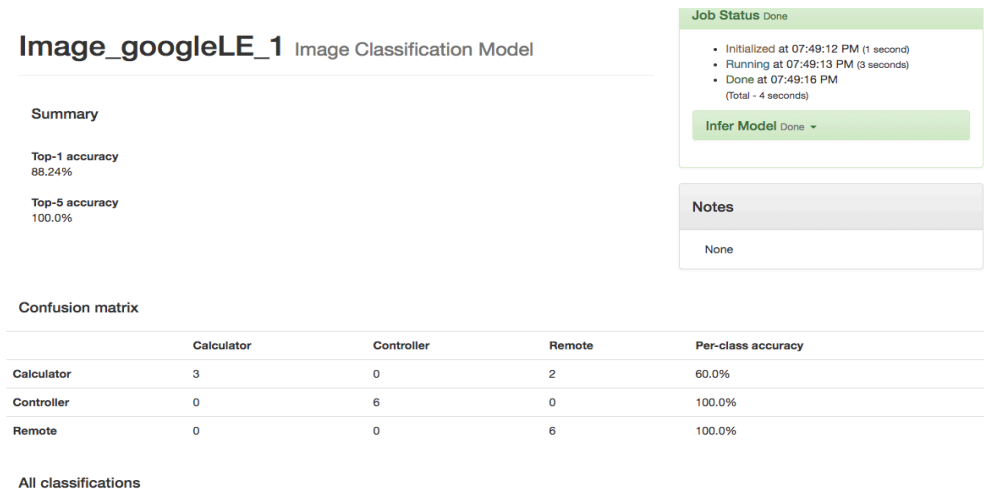 Image_googleLE_1 Image Classification Model
Summary
Top-1 accuracy
88.24%
Top-5 accuracy
100.0%
Job Status Done
Initialized at 07:49:12 PM (1 second)
Running at 07:49:13 PM (3 seconds)
Done at 07:49:16 PM
(Total - 4 seconds)
Infer Model Done
Notes
None
Confusion matrix
Calculator Controller Remote Per-class accuracy
Calculator 3 0 2 60.0%
Controller 0 6 0 100.0%
Remote 0 0 6 100.0%
All classifications